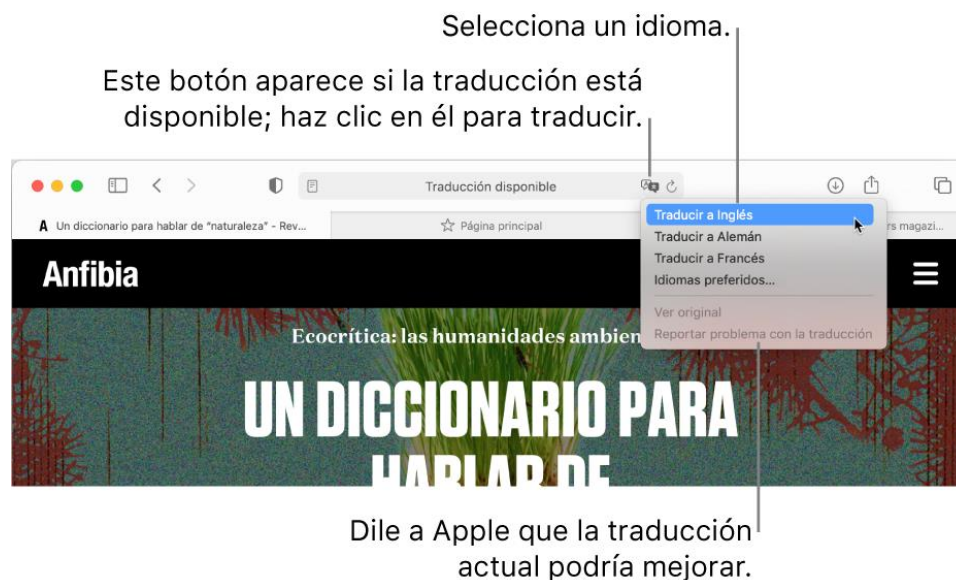 Selecciona un idioma.
Este botón aparece si la traducción está
disponible; haz clic en él para traducir.
Traducción disponible
A Un diccionario para hablar de “naturaleza” - Rev...
Página principal
rs magazi...
Traducir a Inglés
Traducir a Alemán
Traducir a Francés
Idiomas preferidos...
Ver original
Reportar problema con la traducción
Anfibia
Ecocrítica: las humanidades ambien
UN DICCIONARIO PARA
HABLAR DE
Dile a Apple que la traducción
actual podría mejorar.